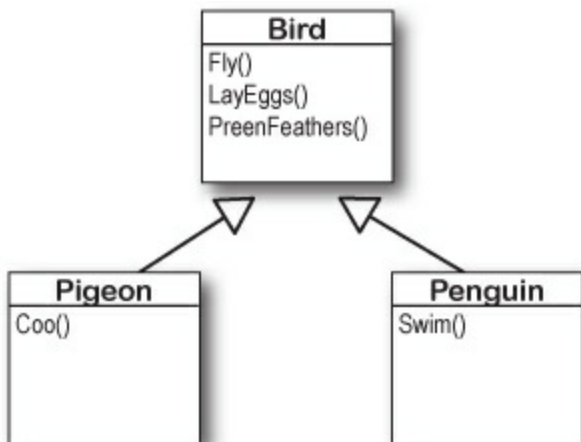 Bird
Fly()
LayEggs()
PreenFeathers()
Pigeon
Coo()
Penguin
Swim()